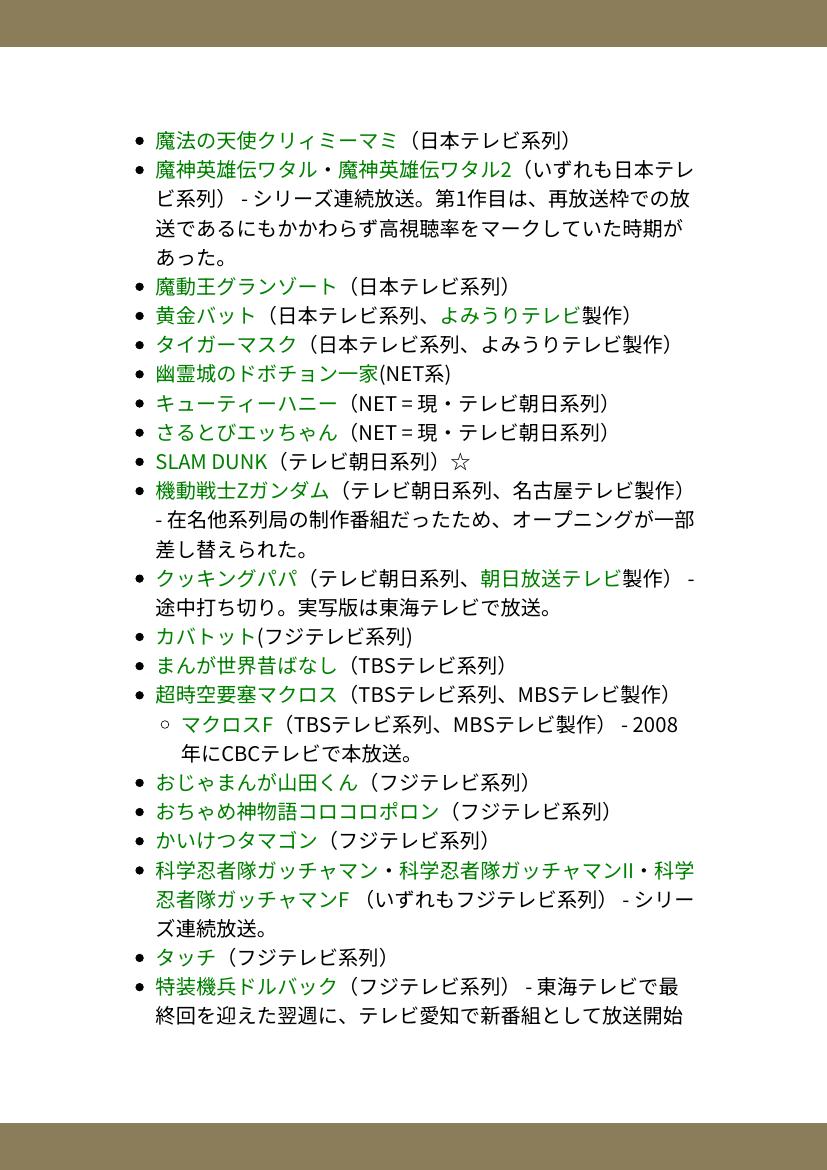 • 魔法の天使クリィミーマミ（日本テレビ系列）
• 魔神英雄伝ワタル・魔神英雄伝ワタル2（いずれも日本テレ
ビ系列） - シリーズ連続放送。第1作目は、再放送枠での放
送であるにもかかわらず高視聴率をマークしていた時期が
あった。
• 魔動王グランゾート（日本テレビ系列）
• 黄金バット（日本テレビ系列、よみうりテレビ製作）
• タイガーマスク（日本テレビ系列、よみうりテレビ製作）
• 幽霊城のドボチョン一家(NET系)
• キューティーハニー（NET = 現・テレビ朝日系列）
• さるとびエッちゃん（NET = 現・テレビ朝日系列）
• SLAM DUNK（テレビ朝日系列）☆
• 機動戦士Zガンダム（テレビ朝日系列、名古屋テレビ製作）
- 在名他系列局の制作番組だったため、オープニングが一部
差し替えられた。
• クッキングパパ（テレビ朝日系列、朝日放送テレビ製作） -
途中打ち切り。実写版は東海テレビで放送。
• カバトット(フジテレビ系列)
• まんが世界昔ばなし（TBSテレビ系列）
• 超時空要塞マクロス（TBSテレビ系列、MBSテレビ製作）
◦ マクロスF（TBSテレビ系列、MBSテレビ製作） - 2008
年にCBCテレビで本放送。
• おじゃまんが山田くん（フジテレビ系列）
• おちゃめ神物語コロコロポロン（フジテレビ系列）
• かいけつタマゴン（フジテレビ系列）
• 科学忍者隊ガッチャマン・科学忍者隊ガッチャマンII・科学
忍者隊ガッチャマンF （いずれもフジテレビ系列） - シリー
ズ連続放送。
• タッチ（フジテレビ系列）
• 特装機兵ドルバック（フジテレビ系列） - 東海テレビで最
終回を迎えた翌週に、テレビ愛知で新番組として放送開始